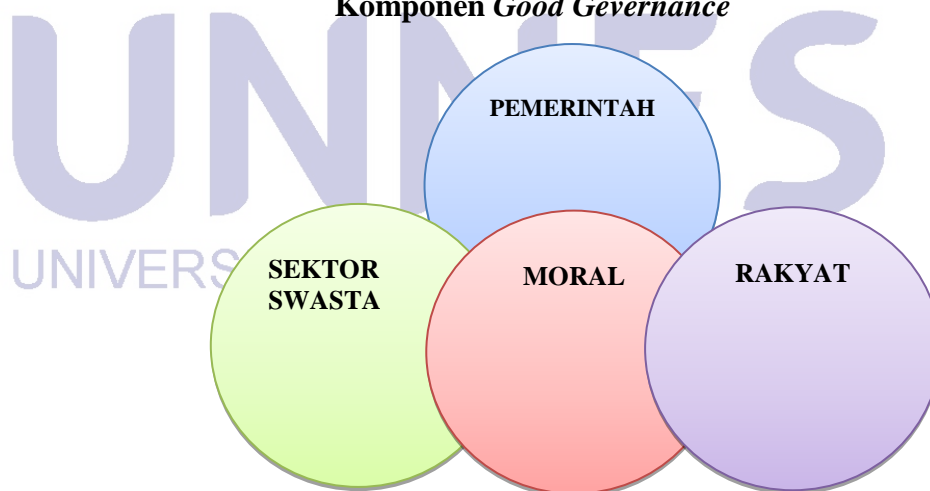 Komponen Good Gevernance
UNNES
UNIVERS
PEMERINTAH
SEKTOR
SWASTA
MORAL
RAKYAT